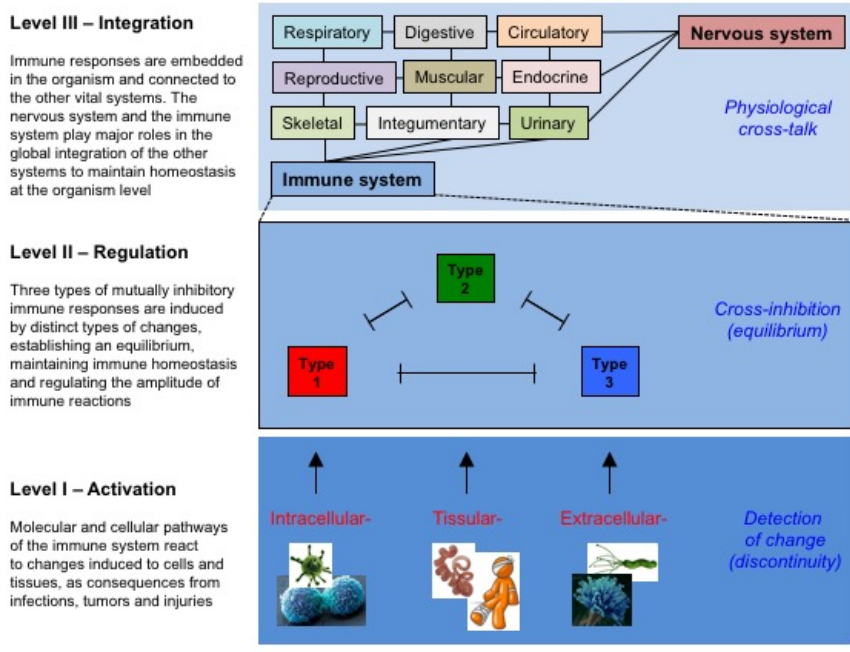 Level III – Integration
Immune responses are embedded
in the organism and connected to
the other vital systems. The
nervous system and the immune
system play major roles in the
global integration of the other
systems to maintain homeostasis
at the organism level
Respiratory
Digestive
Circulatory
Nervous system
Reproductive
Muscular
Endocrine
Skeletal
Integumentary
Urinary
Physiological
cross-talk
Immune system
Level II – Regulation
Three types of mutually inhibitory
immune responses are induced
by distinct types of changes,
establishing an equilibrium,
maintaining immune homeostasis
and regulating the amplitude of
immune reactions
Type
2
Type
1
Type
3
Cross-inhibition
(equilibrium)
Level I – Activation
Molecular and cellular pathways
of the immune system react
to changes induced to cells and
tissues, as consequences from
infections, tumors and injuries
Intracellular-
Tissular-
Extracellular-
Detection
of change
(discontinuity)